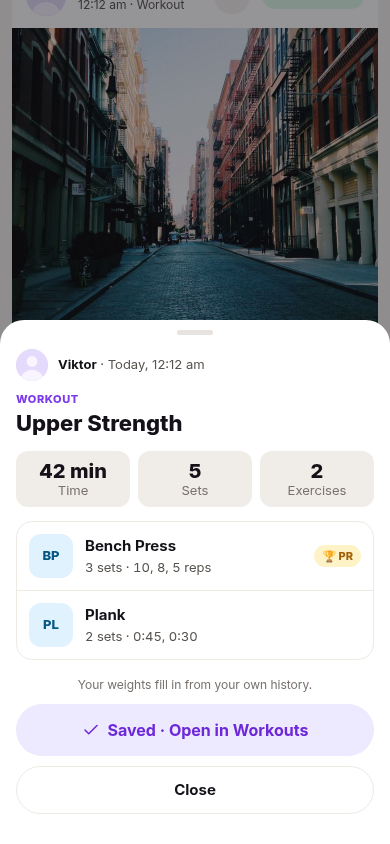 12:12 am · Workout
Viktor · Today, 12:12 am
WORKOUT
Upper Strength
42 min
Time
5
Sets
2
Exercises
BP
Bench Press
3 sets · 10, 8, 5 reps
🏆 PR
PL
Plank
2 sets · 0:45, 0:30
Your weights fill in from your own history.
✓ Saved · Open in Workouts
Close